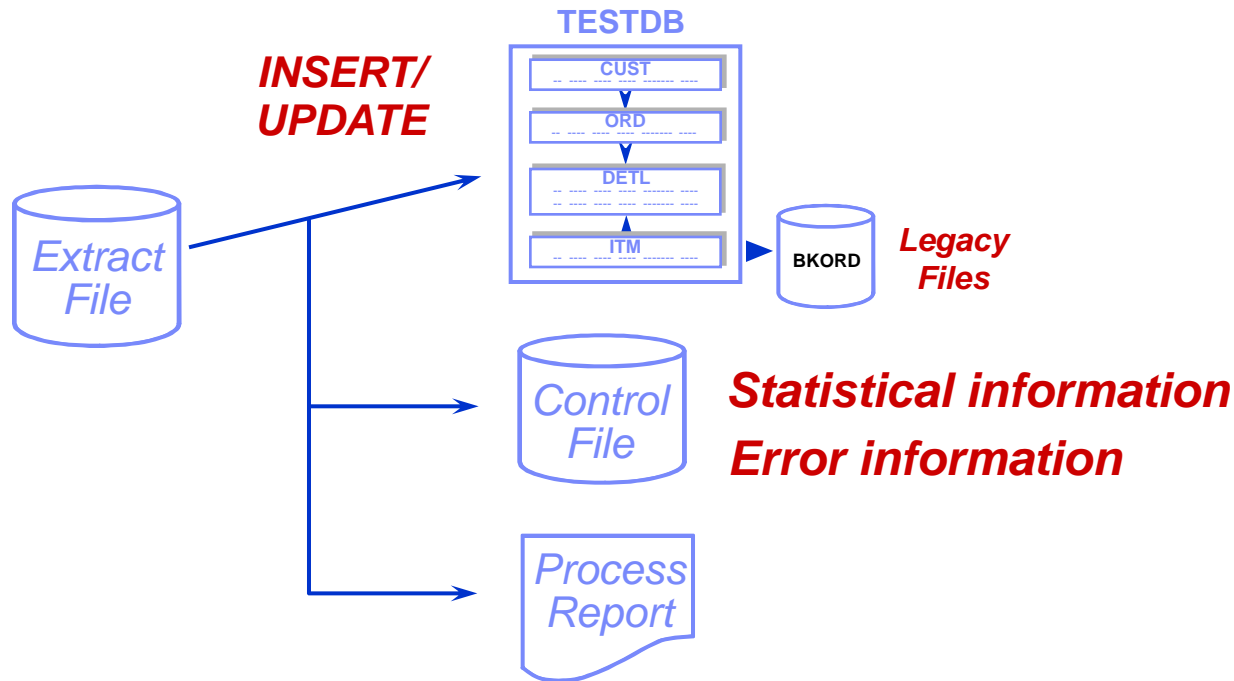 TESTDB
INSERT/
UPDATE
CUST
-- ---- ---- ---- ------- ----
ORD
-- ---- ---- ---- ------- ----
DETL
-- ---- ---- ---- ------- ----
-- ---- ---- ---- ------- ----
ITM
-- ---- ---- ---- ------- ----
Extract
File
BKORD
Legacy
Files
Control
File
Statistical information
Error information
Process
Report